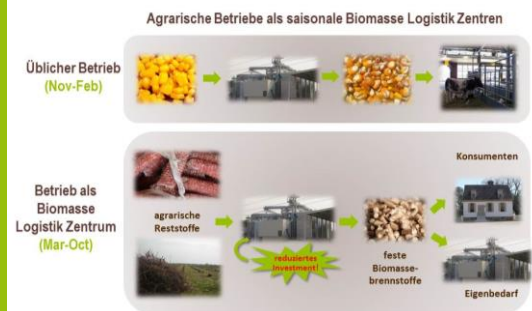 Agrarische Betriebe als saisonale Biomasse Logistik Zentren
Üblicher Betrieb
(Nov-Feb)
Betrieb als
Biomasse
Logistik Zentrum
(Mar-Oct)
agrarische
Reststoffe
reduziertes
Investment!
feste
Biomasse-
brennstoffe
Konsumenten
Eigenbedarf